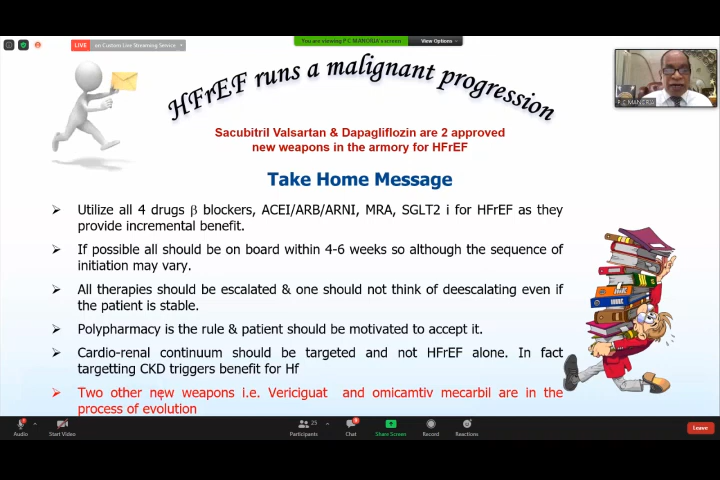 LIVE
on Custom Live Streaming Service
You are viewing P C MANORIA's screen
View Options
HFrEF runs a malignant progression
P C MANORIA
Sacubitril Valsartan & Dapagliflozin are 2 approved
new weapons in the armory for HFrEF
Take Home Message
➢ Utilize all 4 drugs β blockers, ACEI/ARB/ARNI, MRA, SGLT2 i for HFrEF as they
provide incremental benefit.
➢ If possible all should be on board within 4-6 weeks so although the sequence of
initiation may vary.
➢ All therapies should be escalated & one should not think of deescalating even if
the patient is stable.
➢ Polypharmacy is the rule & patient should be motivated to accept it.
➢ Cardio-renal continuum should be targeted and not HFrEF alone. In fact
targetting CKD triggers benefit for Hf
➢ Two other new weapons i.e. Vericiguat and omicamtiv mecarbil are in the
process of evolution
Audio
Start Video
Participants
25
Chat
Share Screen
Record
Reactions
Leave